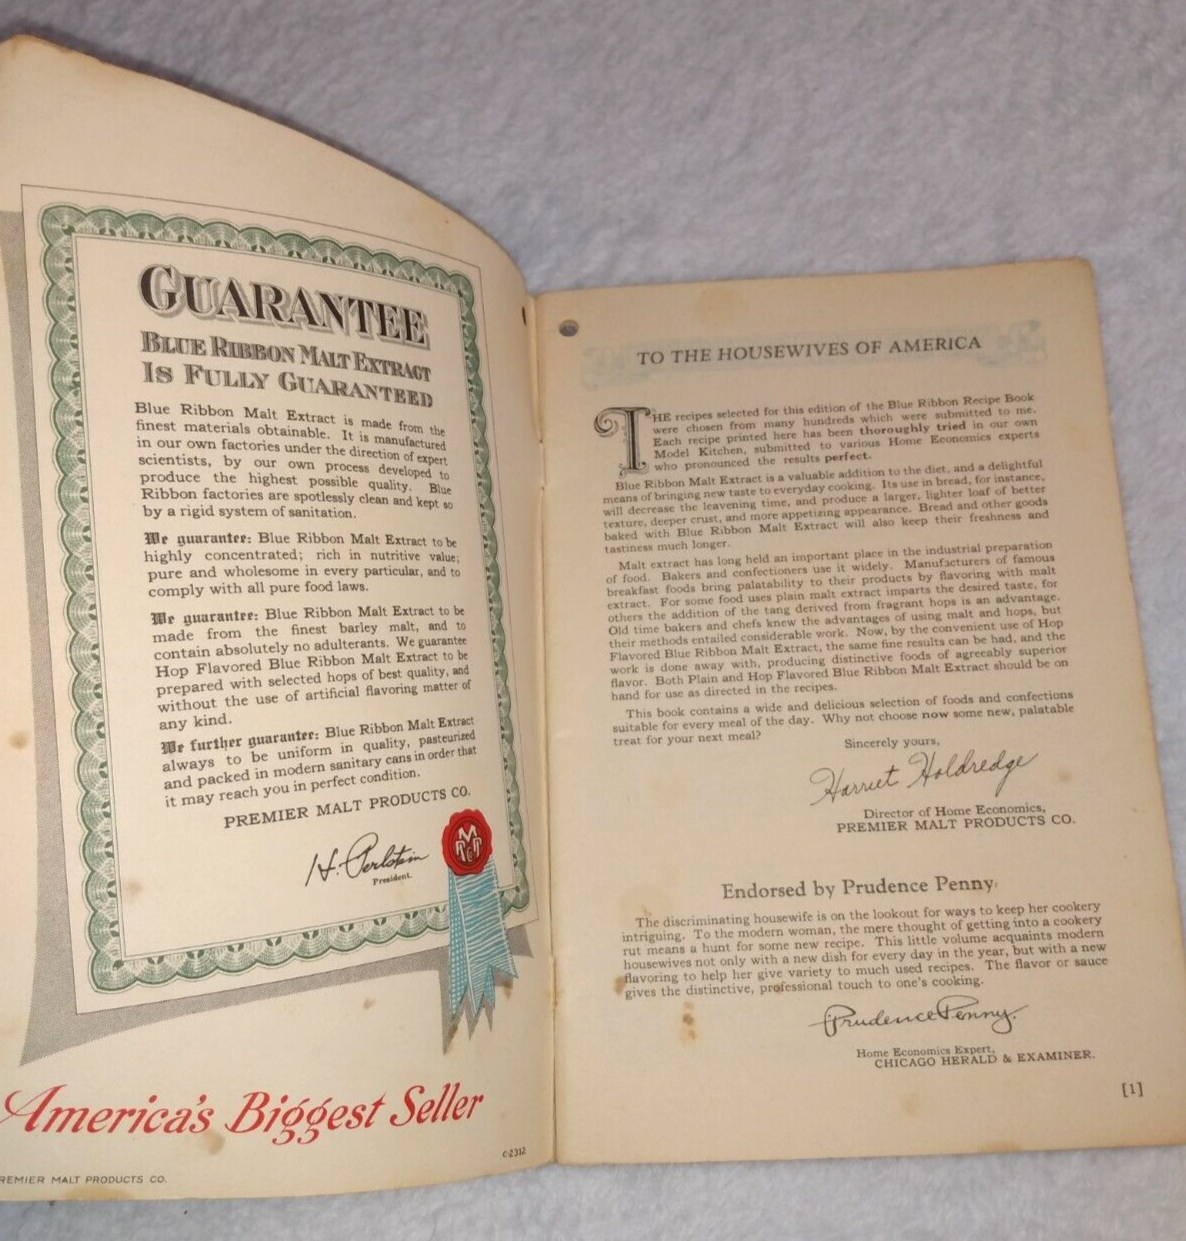 GUARANTEE
BLUE RIBBON MALT EXTRACT
IS FULLY GUARANTEED
Blue Ribbon Malt Extract is made from the
finest materials obtainable. It is manufactured
in our own factories under the direction of expert
scientists, by our own process developed to
produce the highest possible quality. Blue
Ribbon factories are spotlessly clean and kept so
by a rigid system of sanitation.
We guarantee: Blue Ribbon Malt Extract to be
highly concentrated; rich in nutritive value;
pure and wholesome in every particular, and to
comply with all pure food laws.
We guarantee: Blue Ribbon Malt Extract to be
made from the finest barley malt, and to
contain absolutely no adulterants. We guarantee
Hop Flavored Blue Ribbon Malt Extract to be
prepared with selected hops of best quality, and
without the use of artificial flavoring matter of
any kind.
We further guarantee: Blue Ribbon Malt Extract
always to be uniform in quality, pasteurized
and packed in modern sanitary cans in order that
it may reach you in perfect condition.
PREMIER MALT PRODUCTS CO.
H. Perlstein
President.
America's Biggest Seller
C-2312
REMIER MALT PRODUCTS CO.
TO THE HOUSEWIVES OF AMERICA
THE recipes selected for this edition of the Blue Ribbon Recipe Book
were chosen from many hundreds which were submitted to me.
Each recipe printed here has been thoroughly tried in our own
Model Kitchen, submitted to various Home Economics experts
who pronounced the results perfect.
Blue Ribbon Malt Extract is a valuable addition to the diet, and a delightful
means of bringing new taste to everyday cooking. Its use in bread, for instance,
will decrease the leavening time, and produce a larger, lighter loaf of better
texture, deeper crust, and more appetizing appearance. Bread and other goods
baked with Blue Ribbon Malt Extract will also keep their freshness and
tastiness much longer.
Malt extract has long held an important place in the industrial preparation
of food. Bakers and confectioners use it widely. Manufacturers of famous
breakfast foods bring palatability to their products by flavoring with malt
extract. For some food uses plain malt extract imparts the desired taste, for
others the addition of the tang derived from fragrant hops is an advantage.
Old time bakers and chefs knew the advantages of using malt and hops, but
their methods entailed considerable work. Now, by the convenient use of Hop
Flavored Blue Ribbon Malt Extract, the same fine results can be had, and the
work is done away with, producing distinctive foods of agreeably superior
flavor. Both Plain and Hop Flavored Blue Ribbon Malt Extract should be on
hand for use as directed in the recipes.
This book contains a wide and delicious selection of foods and confections
suitable for every meal of the day. Why not choose now some new, palatable
treat for your next meal?
Sincerely yours,
Harriet Holdredge
Director of Home Economics,
PREMIER MALT PRODUCTS CO.
Endorsed by Prudence Penny
The discriminating housewife is on the lookout for ways to keep her cookery
intriguing. To the modern woman, the mere thought of getting into a cookery
rut means a hunt for some new recipe. This little volume acquaints modern
housewives not only with a new dish for every day in the year, but with a new
flavoring to help her give variety to much used recipes. The flavor or sauce
gives the distinctive, professional touch to one's cooking.
Prudence Penny.
Home Economics Expert,
CHICAGO HERALD & EXAMINER.
[1]